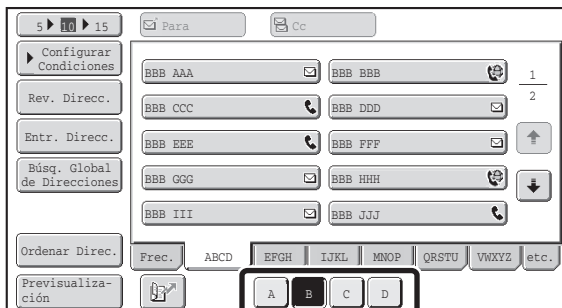 5 10 15
Para
Cc
Configurar
Condiciones
Rev. Direcc.
Entr. Direcc.
Búsq. Global
de Direcciones
Ordenar Direc.
Previsualiza-
ción
BBB AAA
BBB BBB
BBB CCC
BBB DDD
BBB EEE
BBB FFF
BBB GGG
BBB HHH
BBB III
BBB JJJ
1
2
Frec.
ABCD
EFGH
IJKL
MNOP
QRSTU
VWXYZ
etc.
A
B
C
D